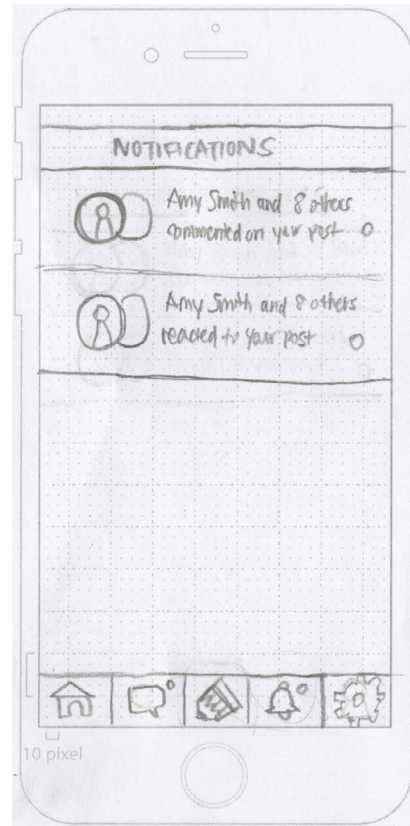 NOTIFICATIONS
Amy Smith and 8 others
commented on your post
Amy Smith and 8 others
reacted to your post
10 pixel